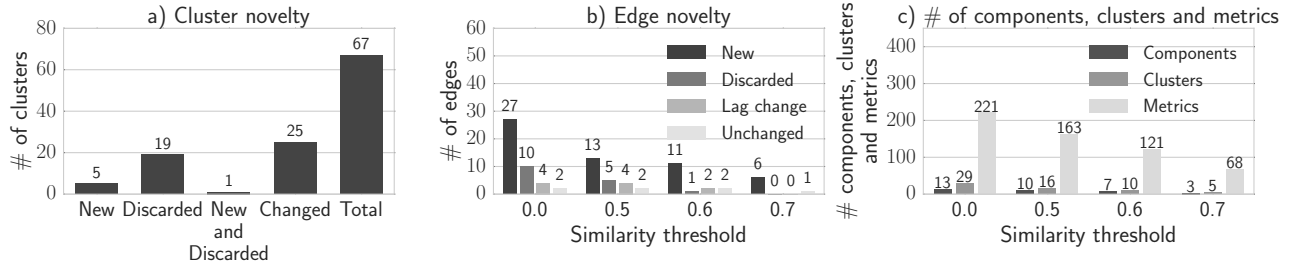 a) Cluster novelty
# of clusters
80
60
40
20
0
5
19
1
25
67
New
Discarded
New
and
Discarded
Changed
Total
b) Edge novelty
# of edges
60
50
40
30
20
10
0
New
Discarded
Lag change
Unchanged
27
10
4
2
13
5
4
2
11
1
2
2
6
0
0
1
0.0
0.5
0.6
0.7
Similarity threshold
c) # of components, clusters and metrics
# components, clusters
and metrics
400
300
200
100
0
Components
Clusters
Metrics
13
29
221
10
16
163
7
10
121
3
5
68
0.0
0.5
0.6
0.7
Similarity threshold